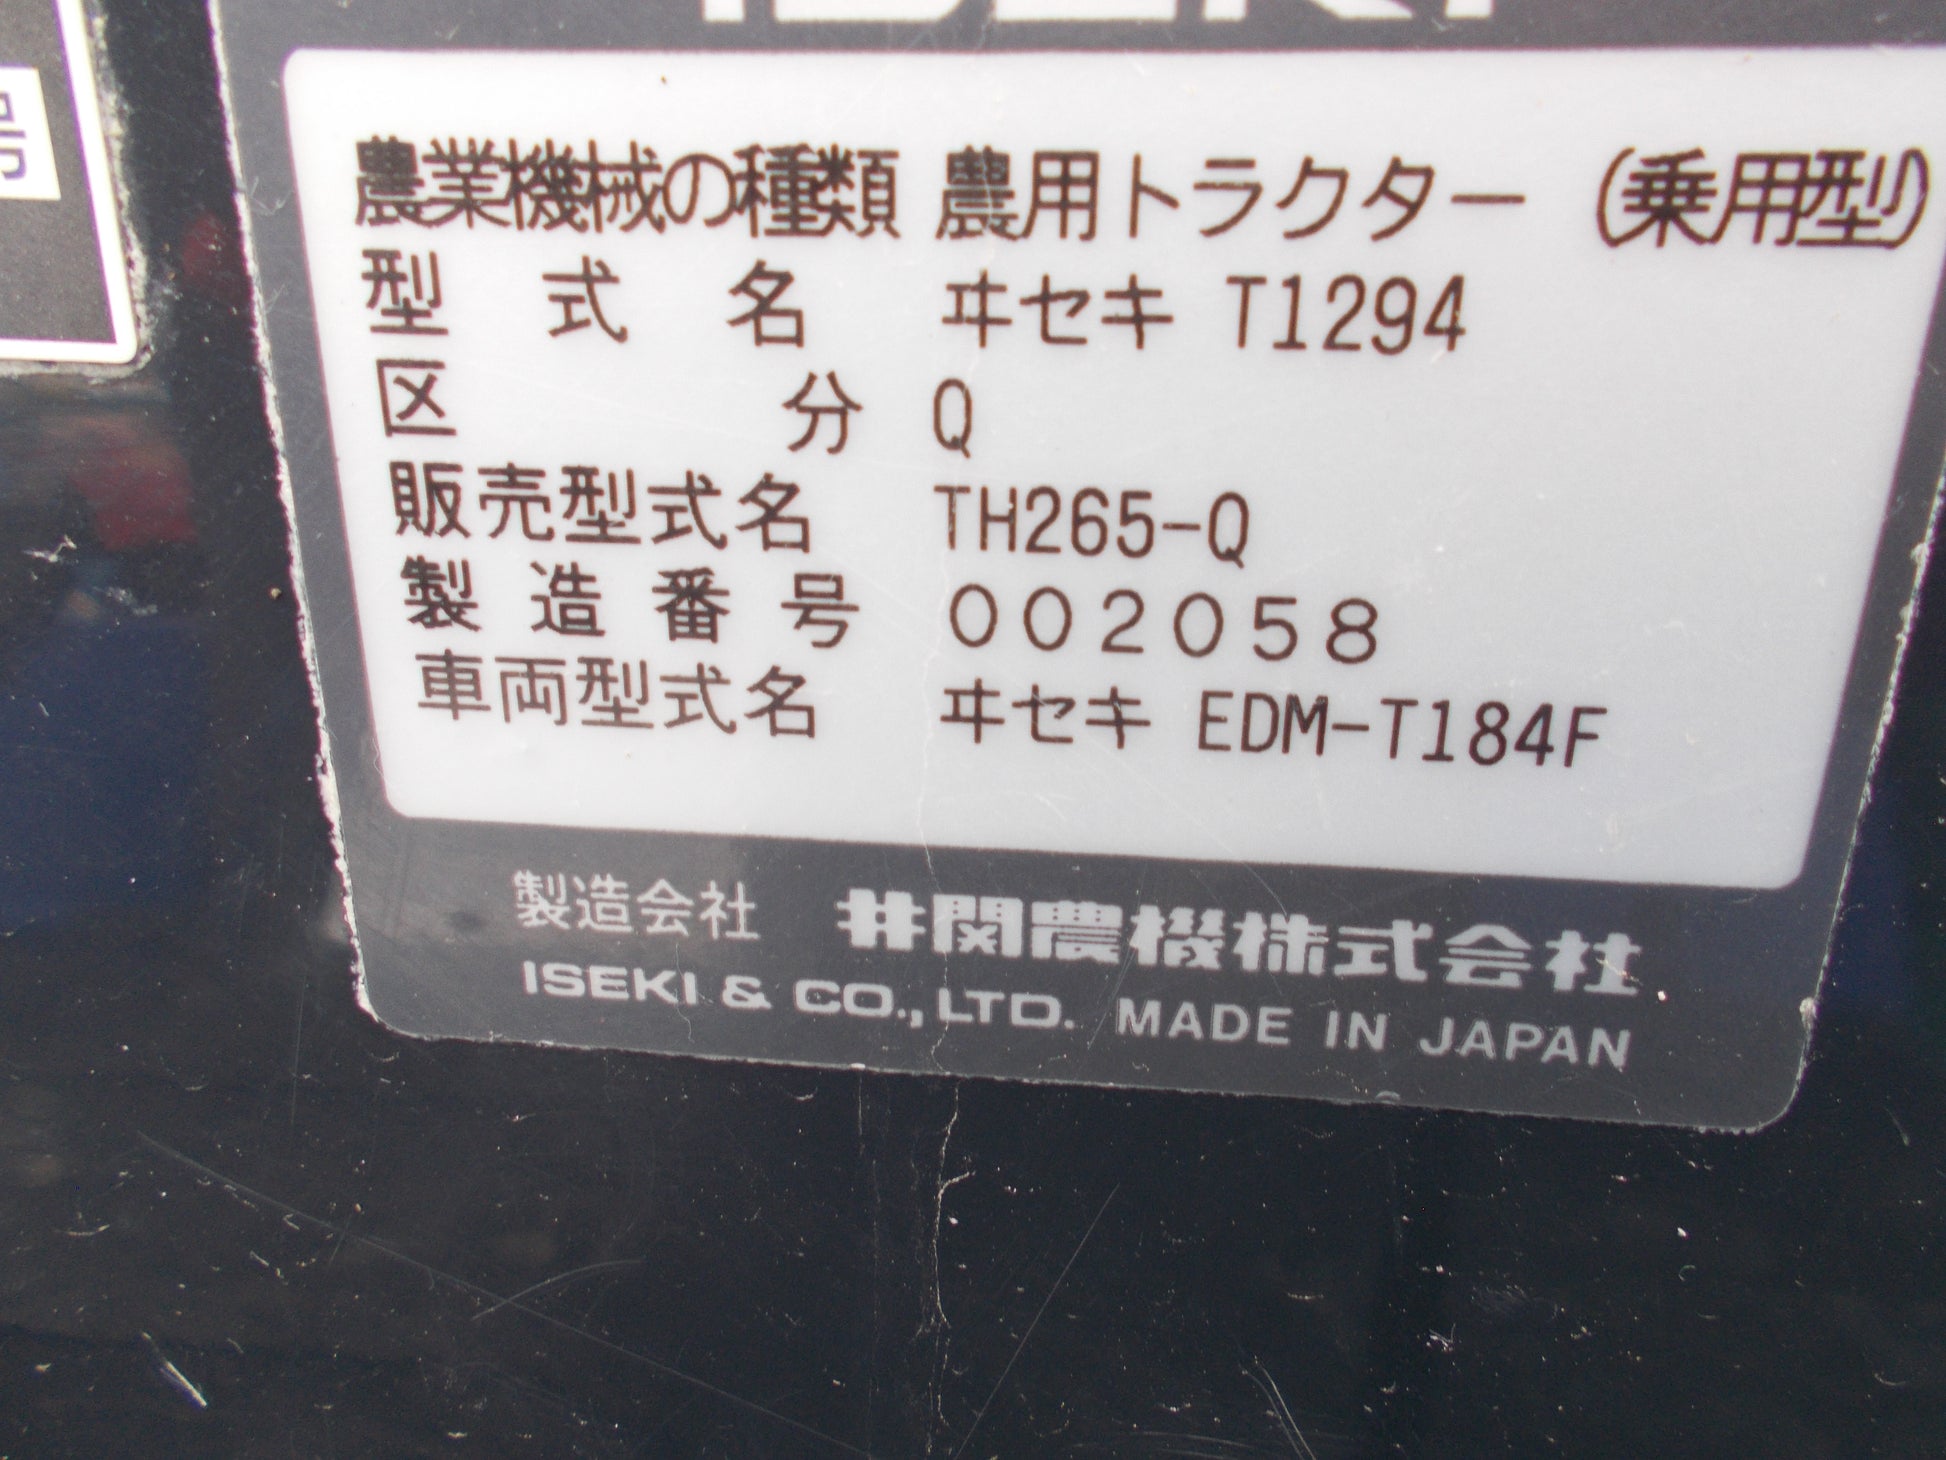 ISEKI
号
農業機械の種類 農用トラクター (乗用型)
型式名 ヰセキ T1294
区分 Q
販売型式名 TH265-Q
製造番号 002058
車両型式名 ヰセキ EDM-T184F
製造会社 井関農機株式会社
ISEKI & CO., LTD. MADE IN JAPAN